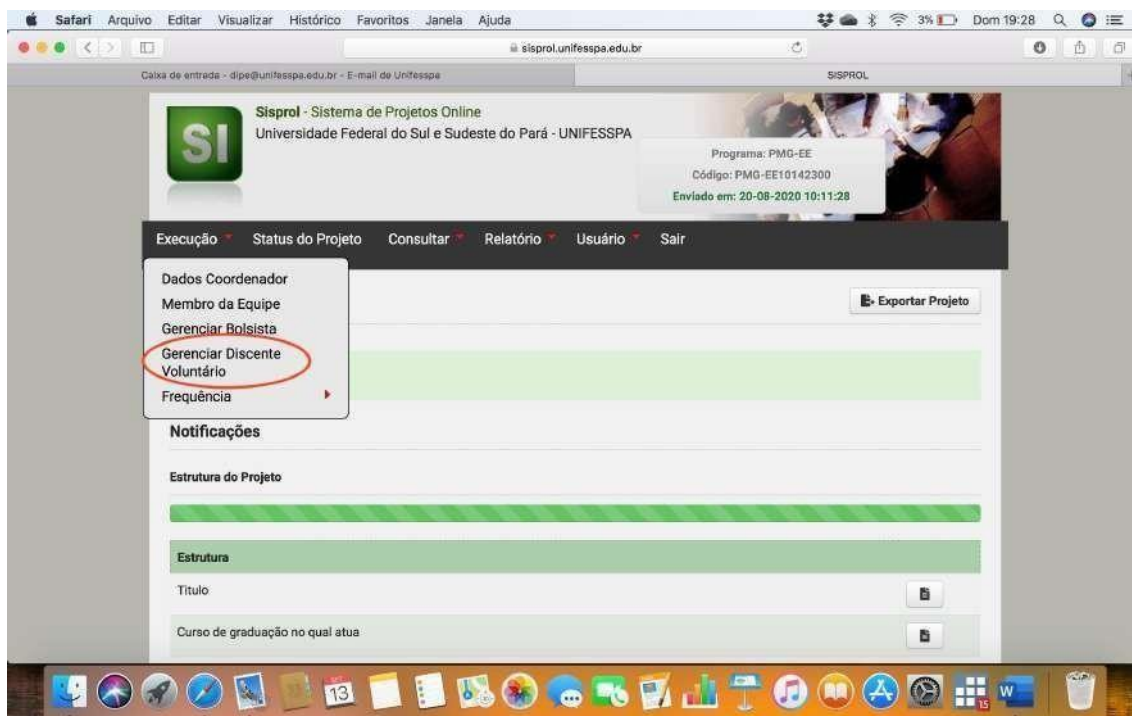 Safari Arquivo Editar Visualizar Histórico Favoritos Janela Ajuda 3% Dom 19:28
sisprol.unifesspa.edu.br
Caixa de entrada - dipe@unifesspa.edu.br - E-mail de Unifesspa SISPROL
SI
Sisprol - Sistema de Projetos Online
Universidade Federal do Sul e Sudeste do Pará - UNIFESSPA
Programa: PMG-EE
Código: PMG-EE10142300
Enviado em: 20-08-2020 10:11:28
Execução Status do Projeto Consultar Relatório Usuário Sair
Dados Coordenador
Membro da Equipe
Gerenciar Bolsista
Gerenciar Discente
Voluntário
Frequência
Exportar Projeto
Notificações
Estrutura do Projeto
Estrutura
Titulo
Curso de graduação no qual atua
13
15
W